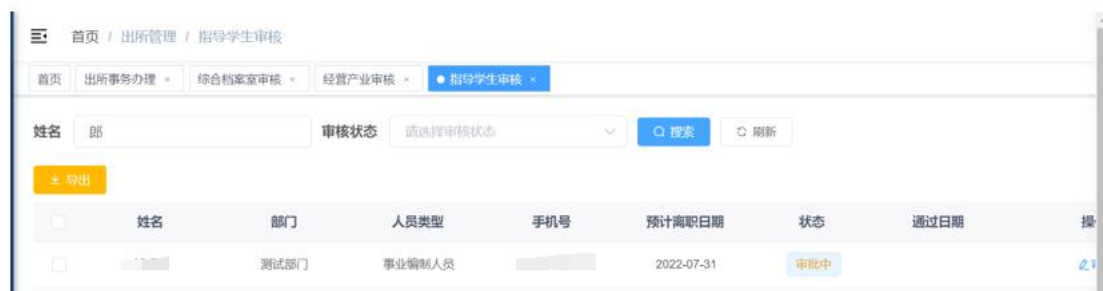 首页 / 出所管理 / 指导学生审核
首页 出所事务办理 × 综合档案室审核 × 经营产业审核 × 指导学生审核 ×
姓名 郎 审核状态 请选择审核状态 搜索 刷新
导出
姓名 部门 人员类型 手机号 预计离职日期 状态 通过日期
测试部门 事业编制人员 2022-07-31 审批中